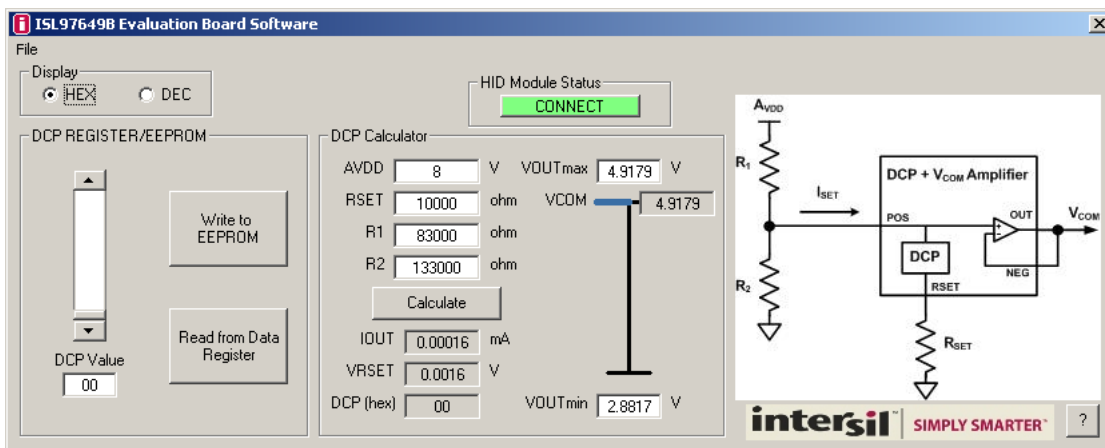 ISL97649B Evaluation Board Software
File
Display
HEX DEC
HID Module Status
CONNECT
DCP REGISTER/EEPROM
Write to
EEPROM
Read from Data
Register
DCP Value
00
DCP Calculator
AVDD 8 V
RSET 10000 ohm
R1 83000 ohm
R2 133000 ohm
Calculate
IOUT 0.00016 mA
VRSET 0.0016 V
DCP (hex) 00
VOUTmax 4.9179 V
VCOM 4.9179
VOUTmin 2.8817 V
AVDD
R1
ISET
DCP + VCOM Amplifier
POS
OUT
VCOM
DCP
NEG
RSET
R2
RSET
intersil™ SIMPLY SMARTER™
?